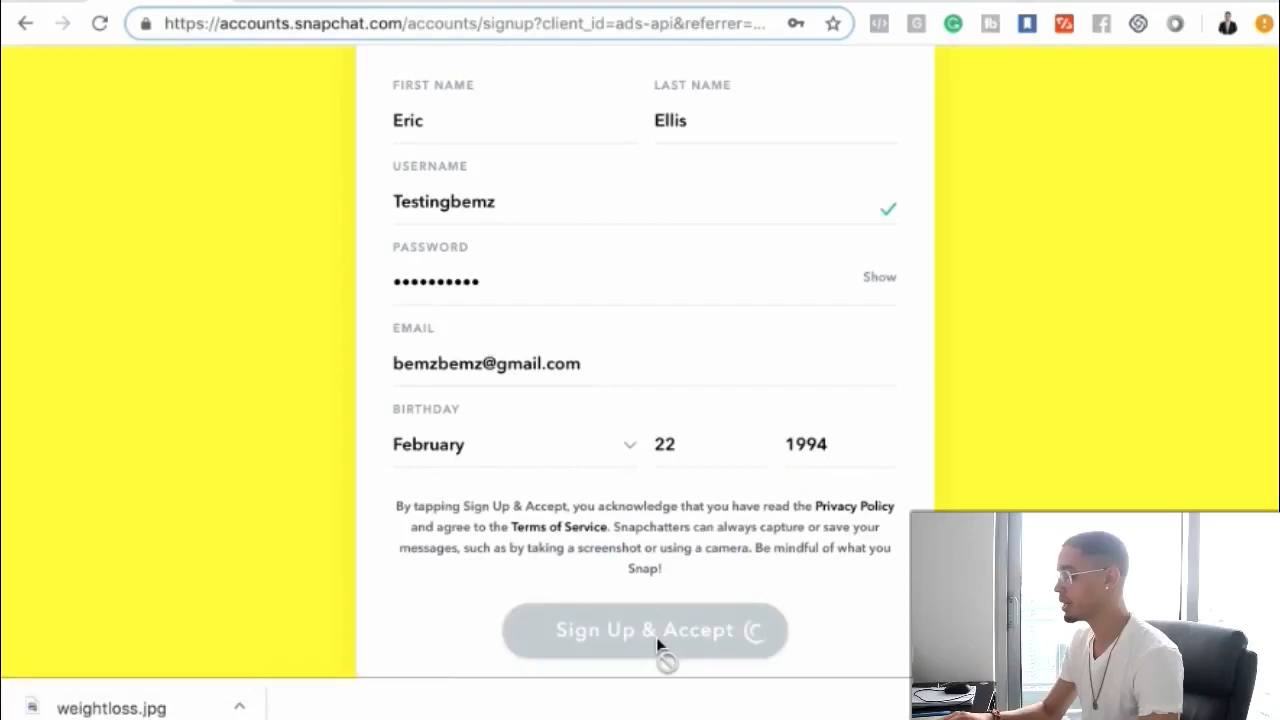 https://accounts.snapchat.com/accounts/signup?client_id=ads-api&referrer=...
FIRST NAME
LAST NAME
Eric
Ellis
USERNAME
Testingbemz
PASSWORD
••••••••••
Show
EMAIL
bemzbemz@gmail.com
BIRTHDAY
February
22
1994
By tapping Sign Up & Accept, you acknowledge that you have read the Privacy Policy
and agree to the Terms of Service. Snapchatters can always capture or save your
messages, such as by taking a screenshot or using a camera. Be mindful of what you
Snap!
Sign Up & Accept
weightloss.jpg